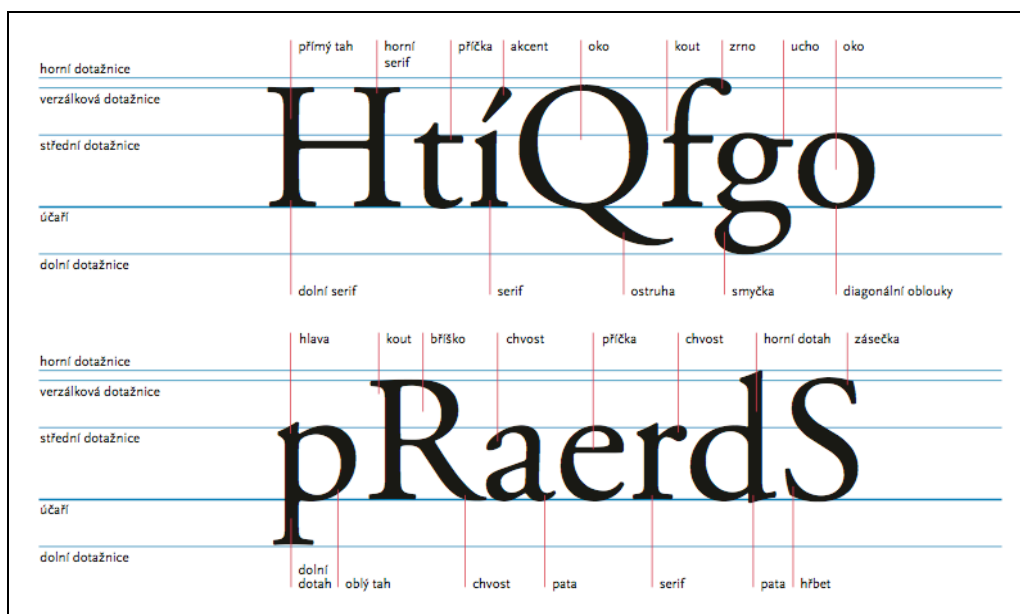 přímý tah
horní
serif
příčka
akcent
oko
kout
zrno
ucho
oko
horní dotažnice
verzálková dotažnice
střední dotažnice
HtíQfgo
účaří
dolní dotažnice
dolní serif
serif
ostruha
smyčka
diagonální oblouky
hlava
kout
bříško
chvost
příčka
chvost
horní dotah
zásečka
horní dotažnice
verzálková dotažnice
střední dotažnice
pRaerdS
účaří
dolní dotažnice
dolní
dotah
oblý tah
chvost
pata
serif
pata
hřbet